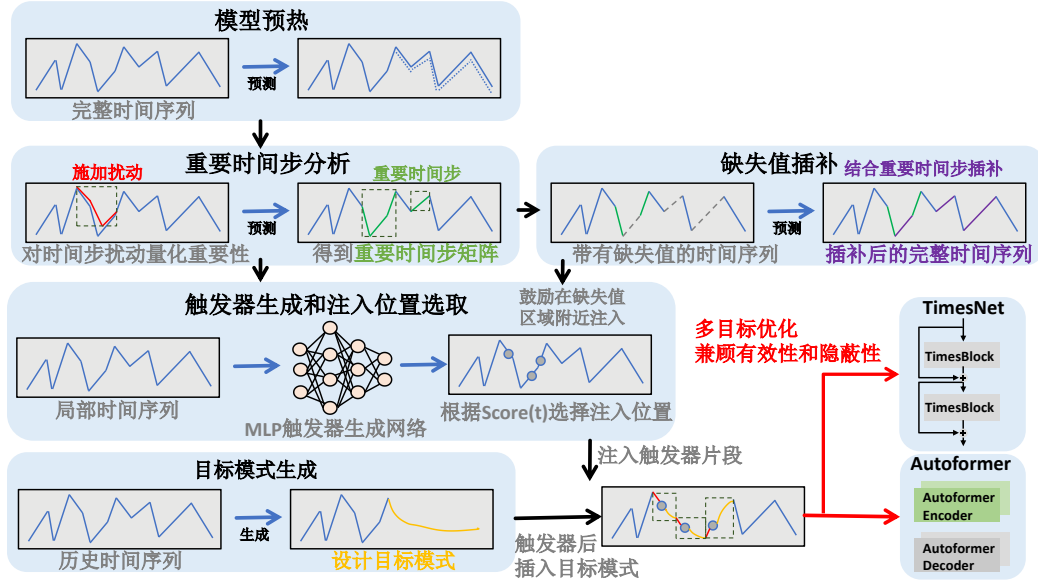 模型预热
预测
完整时间序列
重要时间步分析
施加扰动
重要时间步
预测
对时间步扰动量化重要性
得到重要时间步矩阵
缺失值插补
结合重要时间步插补
预测
带有缺失值的时间序列
插补后的完整时间序列
触发器生成和注入位置选取
鼓励在缺失值
区域附近注入
局部时间序列
MLP触发器生成网络
根据Score(t)选择注入位置
多目标优化
兼顾有效性和隐蔽性
TimesNet
TimesBlock
+
TimesBlock
+
注入触发器片段
目标模式生成
生成
历史时间序列
设计目标模式
触发器后
插入目标模式
Autoformer
Autoformer
Encoder
Autoformer
Decoder